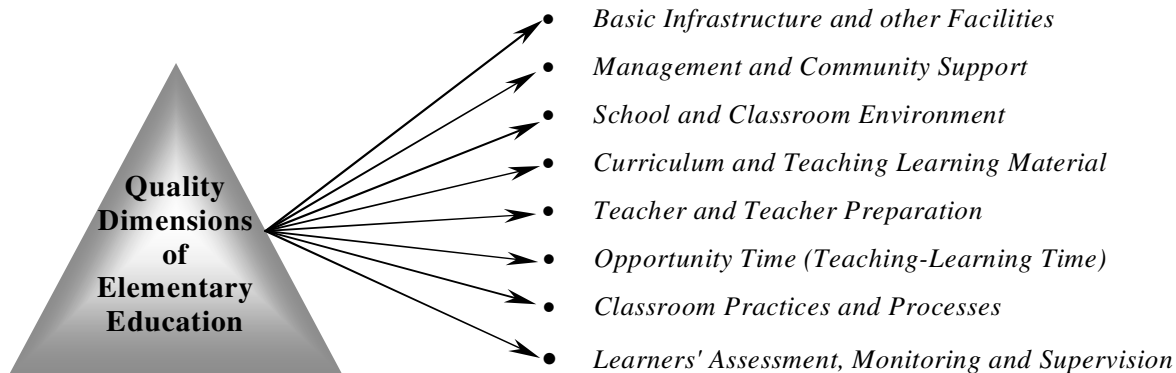 Quality
Dimensions
of
Elementary
Education
• Basic Infrastructure and other Facilities
• Management and Community Support
• School and Classroom Environment
• Curriculum and Teaching Learning Material
• Teacher and Teacher Preparation
• Opportunity Time (Teaching-Learning Time)
• Classroom Practices and Processes
• Learners' Assessment, Monitoring and Supervision